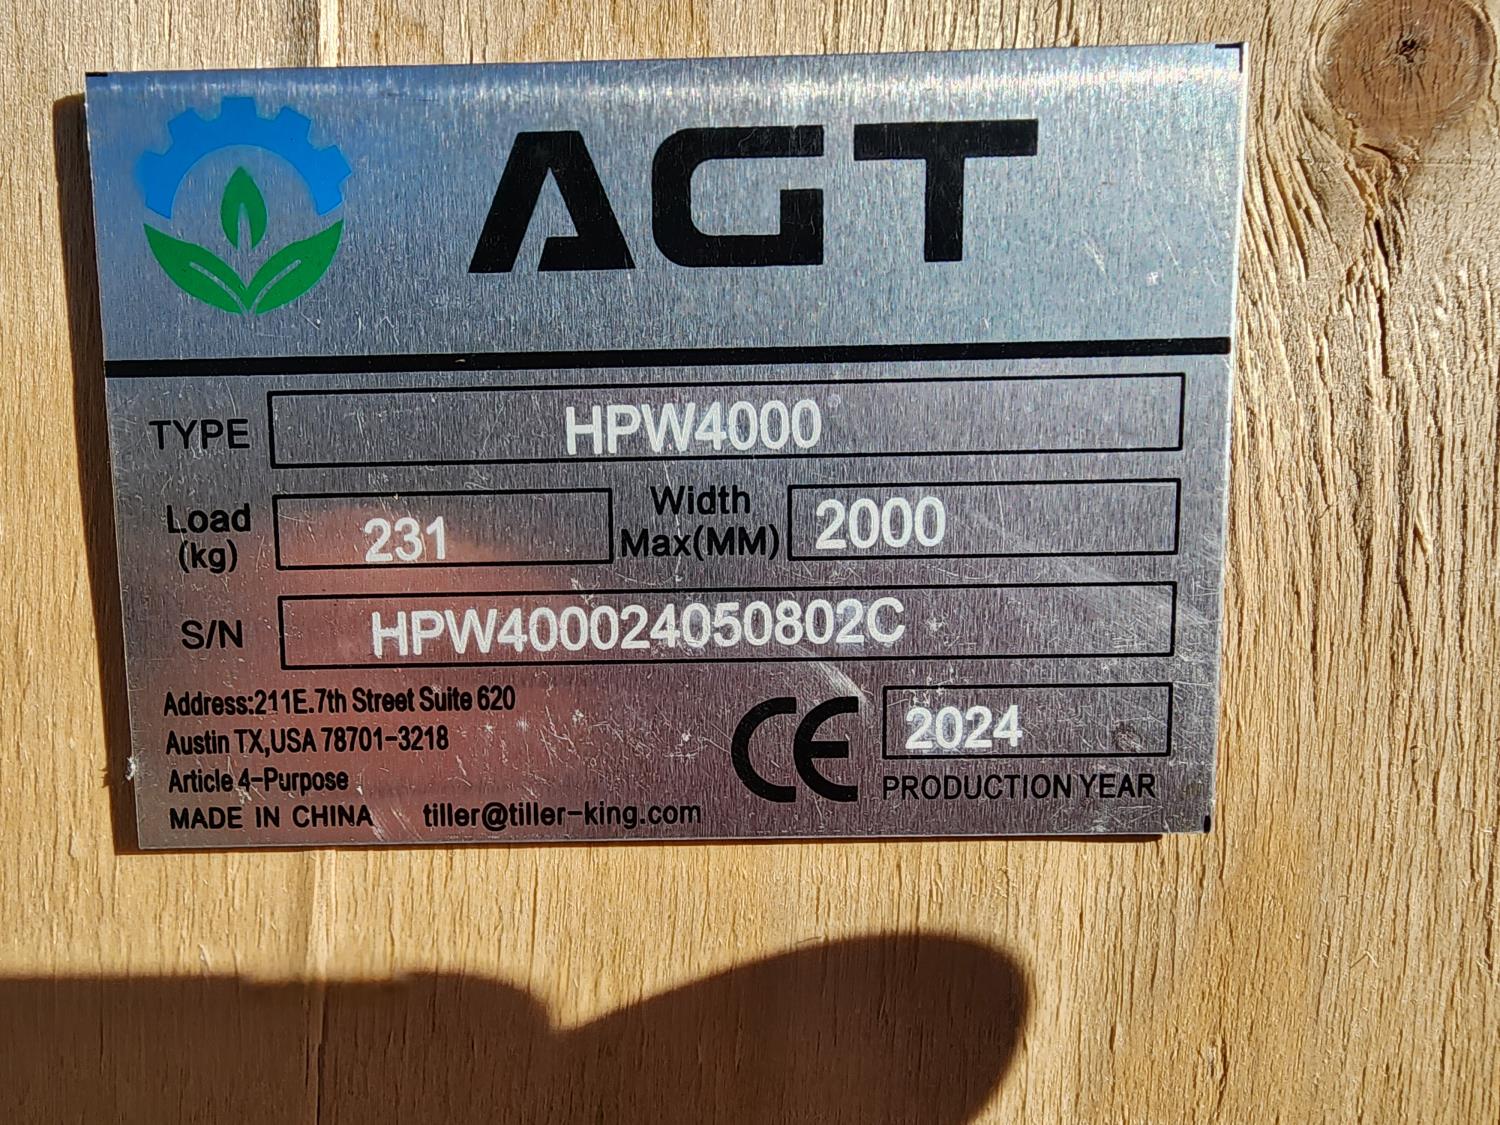 AGT
TYPE HPW4000
Load (kg) 231 Width Max(MM) 2000
S/N HPW400024050802C
Address:211E.7th Street Suite 620
Austin TX,USA 78701-3218
Article 4-Purpose
MADE IN CHINA tiller@tiller-king.com
CE 2024
PRODUCTION YEAR